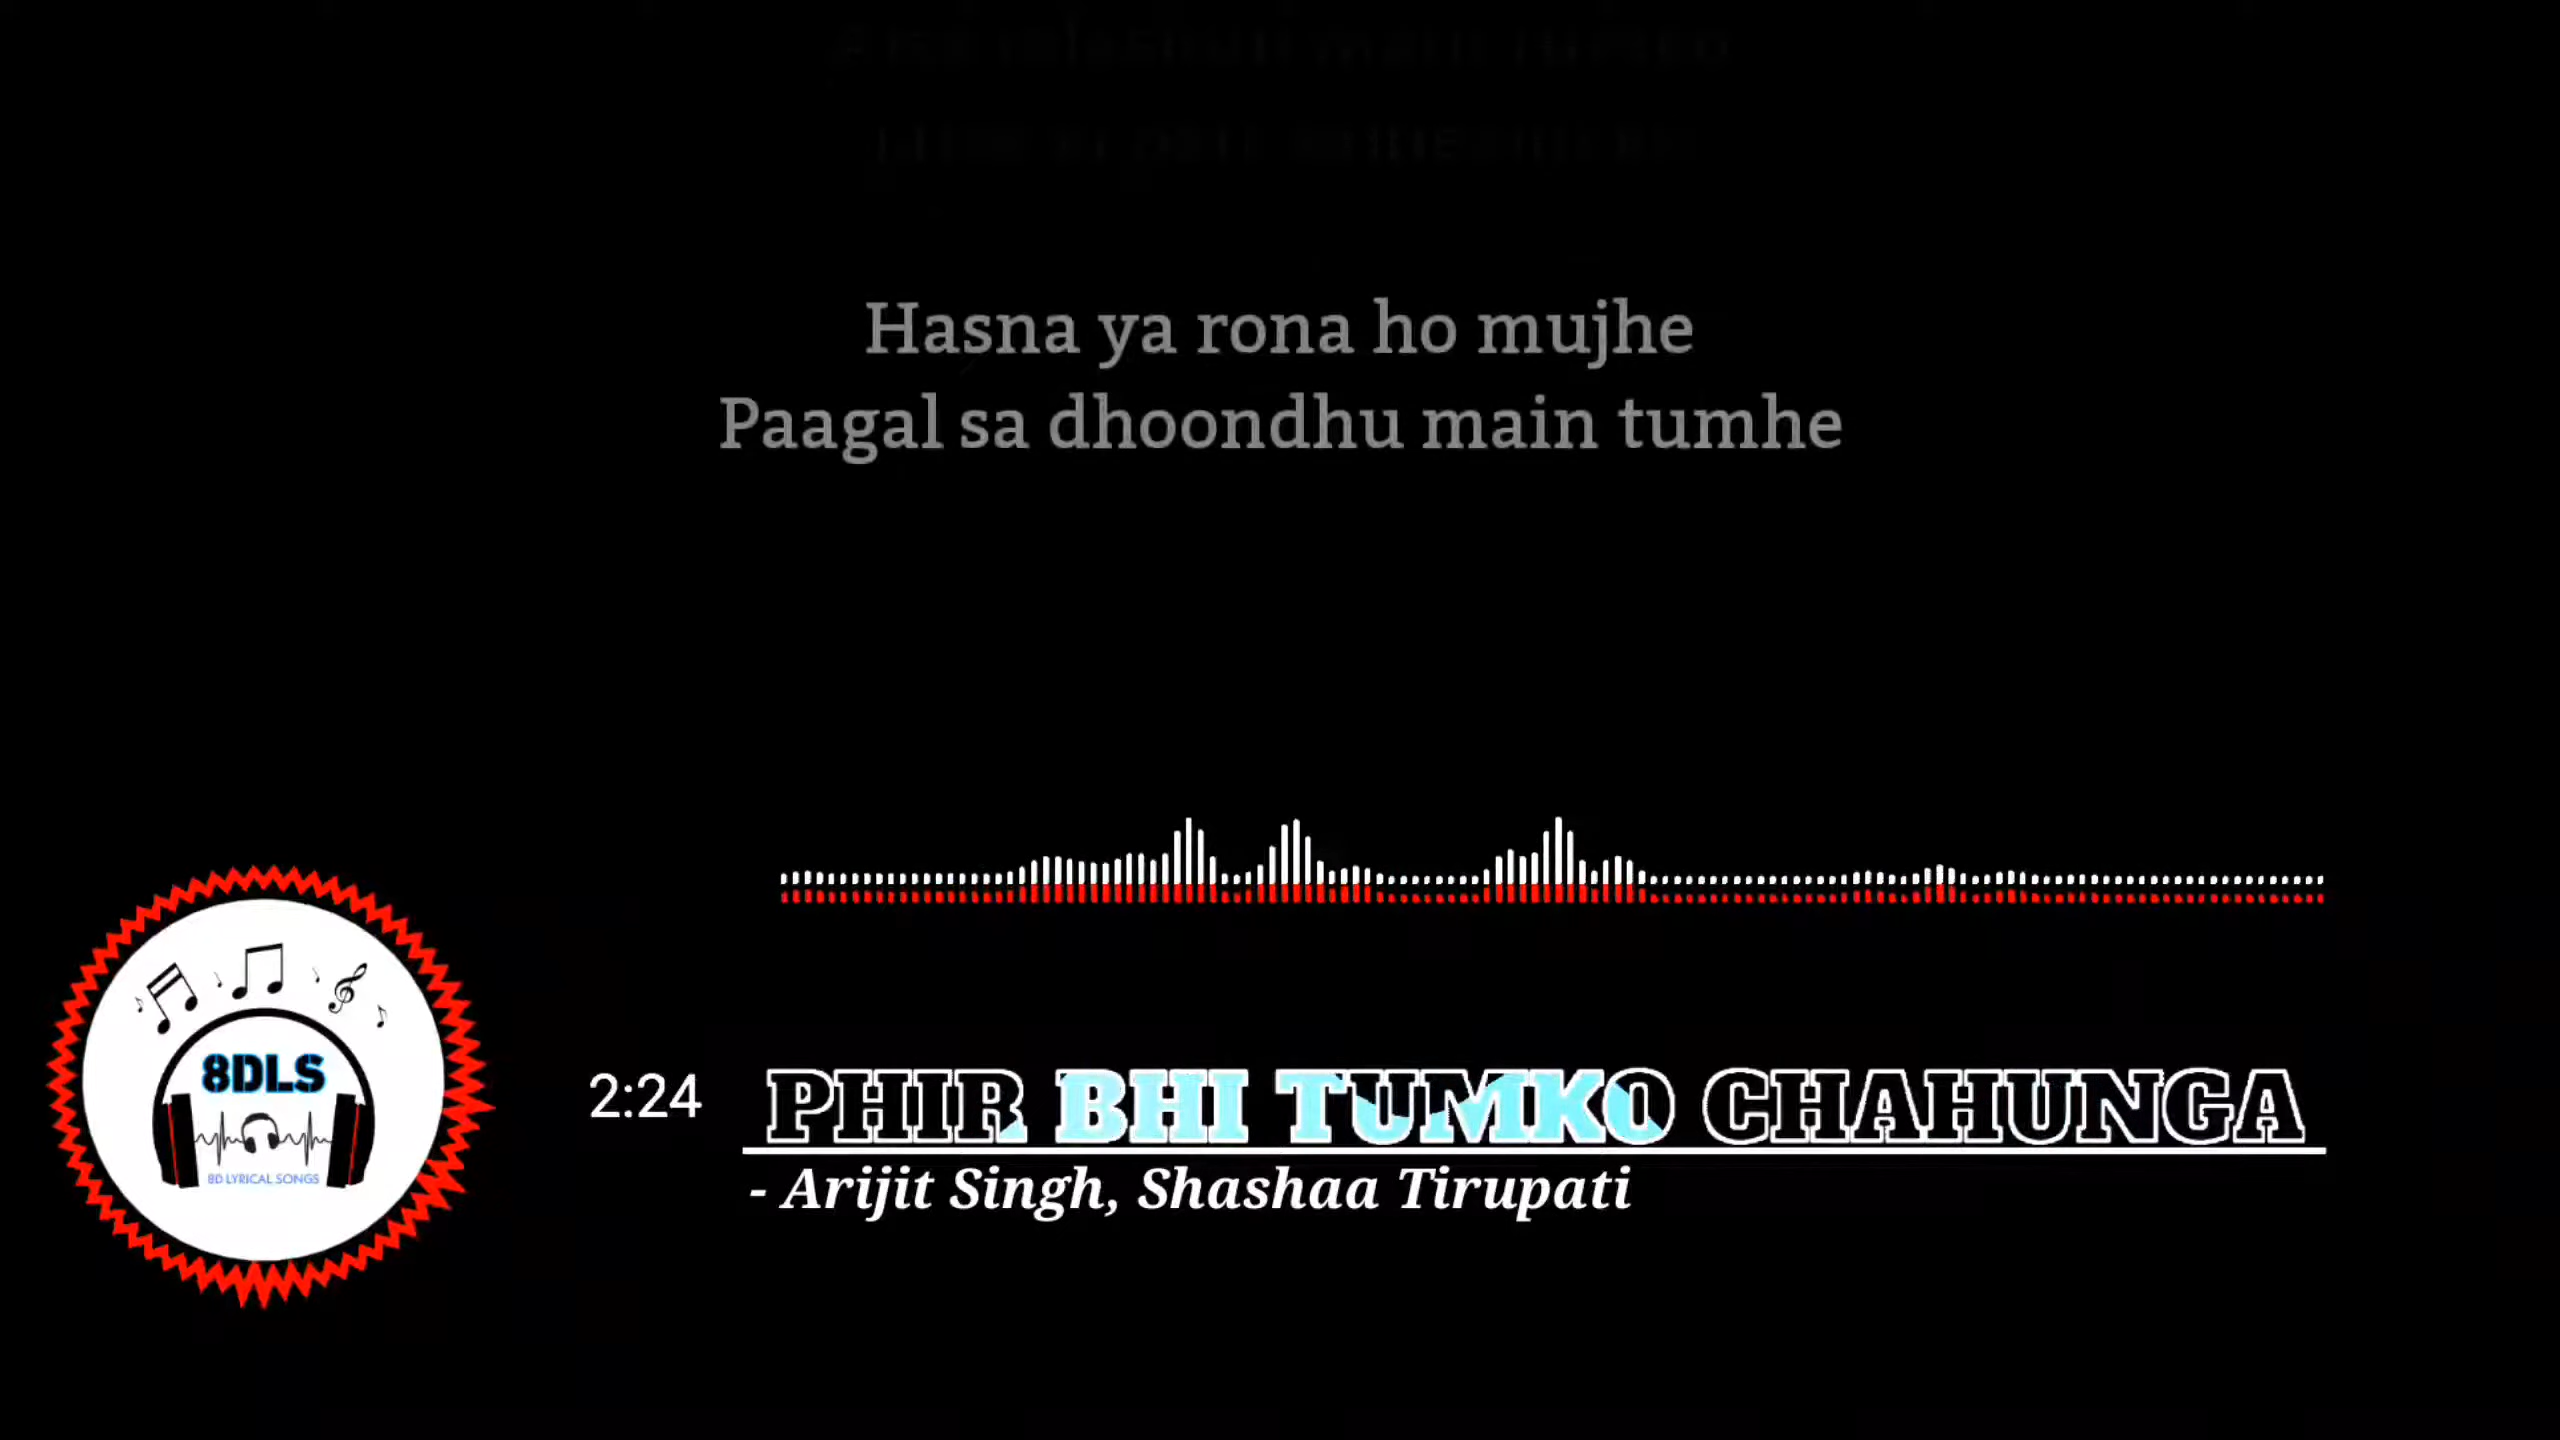 Hasna ya rona ho mujhe
Paagal sa dhoondhu main tumhe
8DLS
8D LYRICAL SONGS
2:24
PHIR BHI TUMKO CHAHUNGA
- Arijit Singh, Shashaa Tirupati